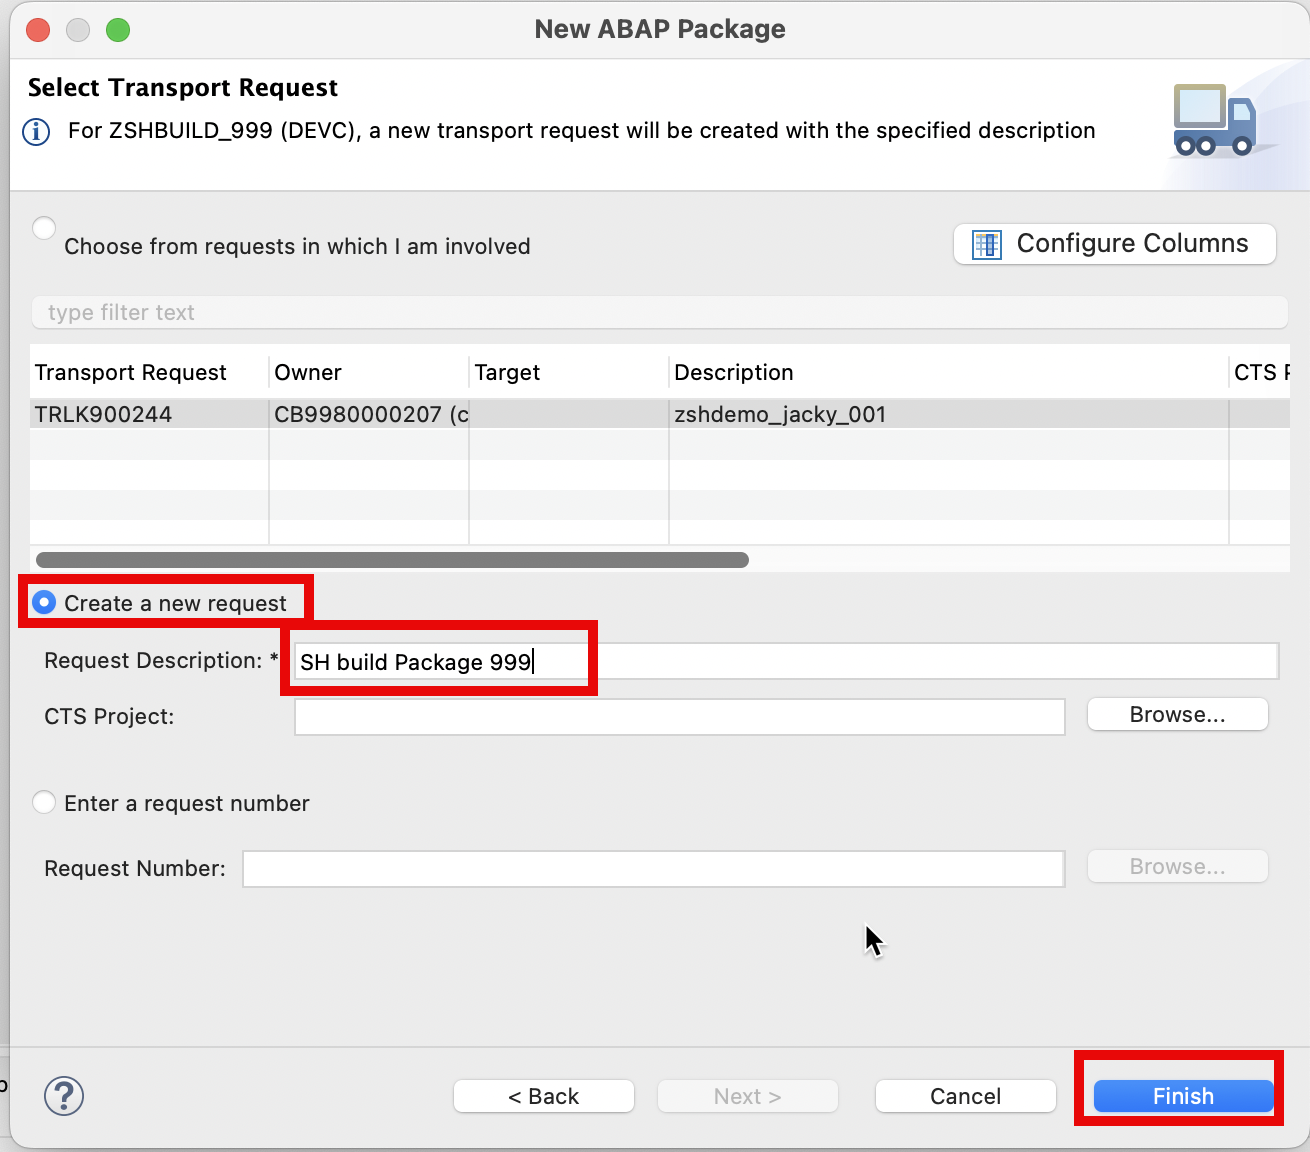 New ABAP Package
Select Transport Request
For ZSHBUILD_999 (DEVC), a new transport request will be created with the specified description
Choose from requests in which I am involved
Configure Columns
type filter text
Transport Request Owner Target Description CTS
TRLK900244 CB9980000207 (c zshdemo_jacky_001
Create a new request
Request Description: * SH build Package 999
CTS Project: Browse...
Enter a request number
Request Number: Browse...
? < Back Next > Cancel Finish